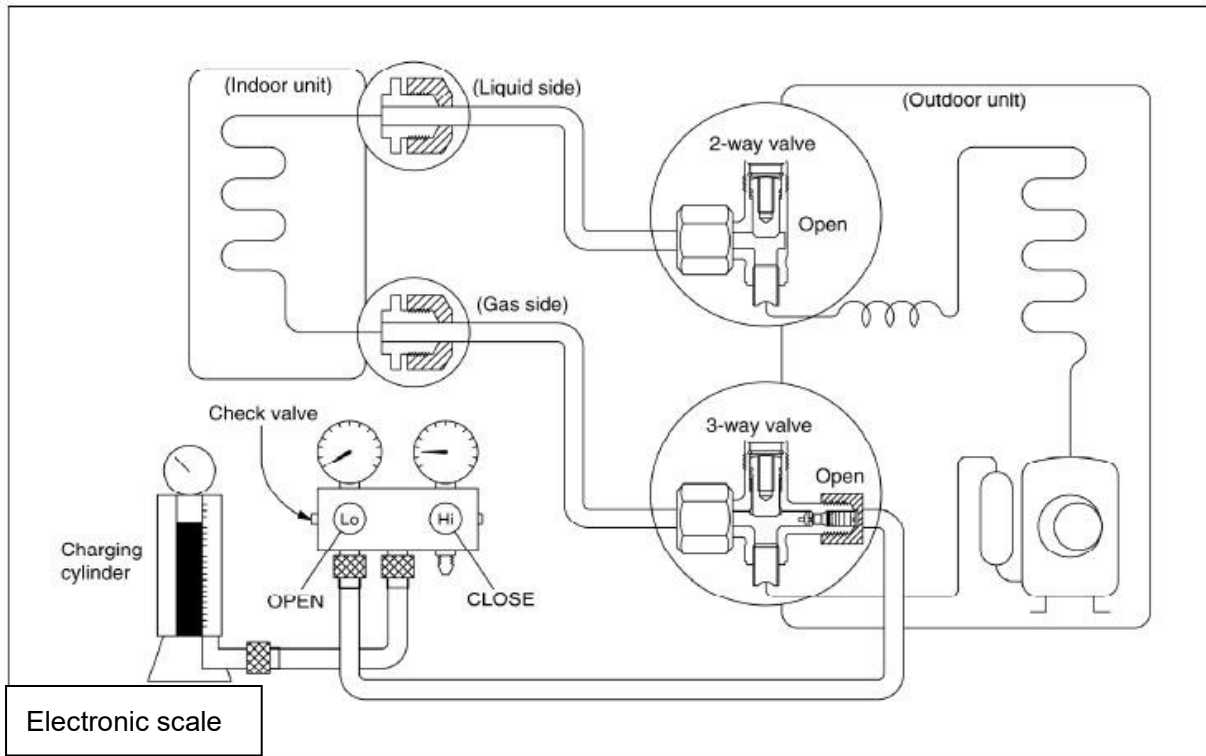 (Indoor unit)
(Liquid side)
(Outdoor unit)
2-way valve
Open
(Gas side)
3-way valve
Open
Check valve
Lo
Hi
Charging
cylinder
OPEN
CLOSE
Electronic scale